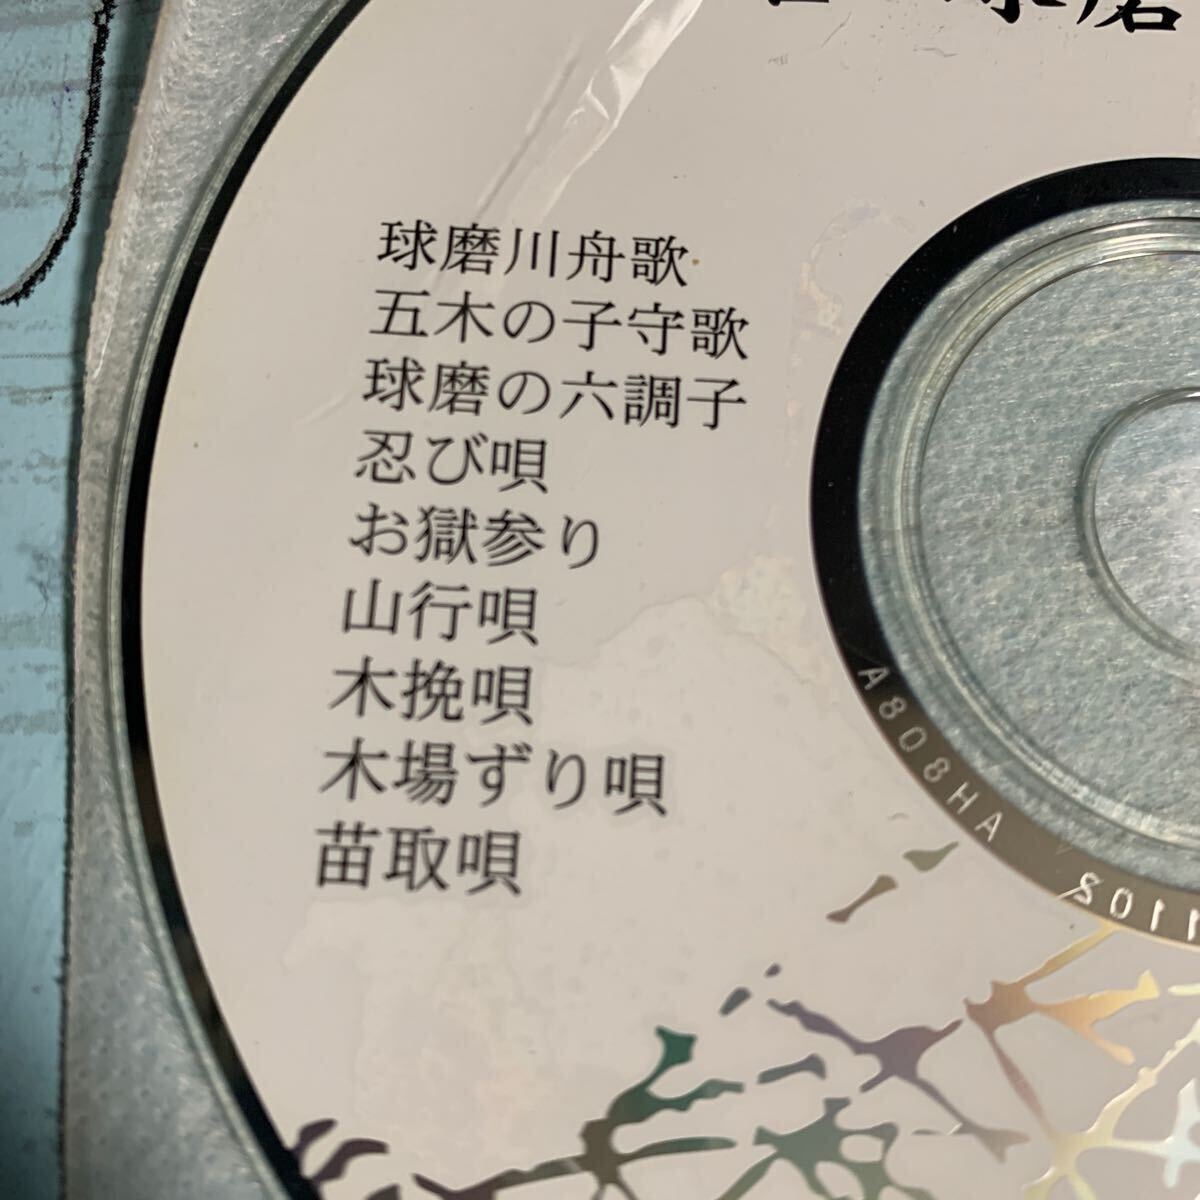 球磨
球磨川舟歌
五木の子守歌
球磨の六調子
忍び唄
お獄参り
山行唄
木挽唄
木場ずり唄
苗取唄
A808HA